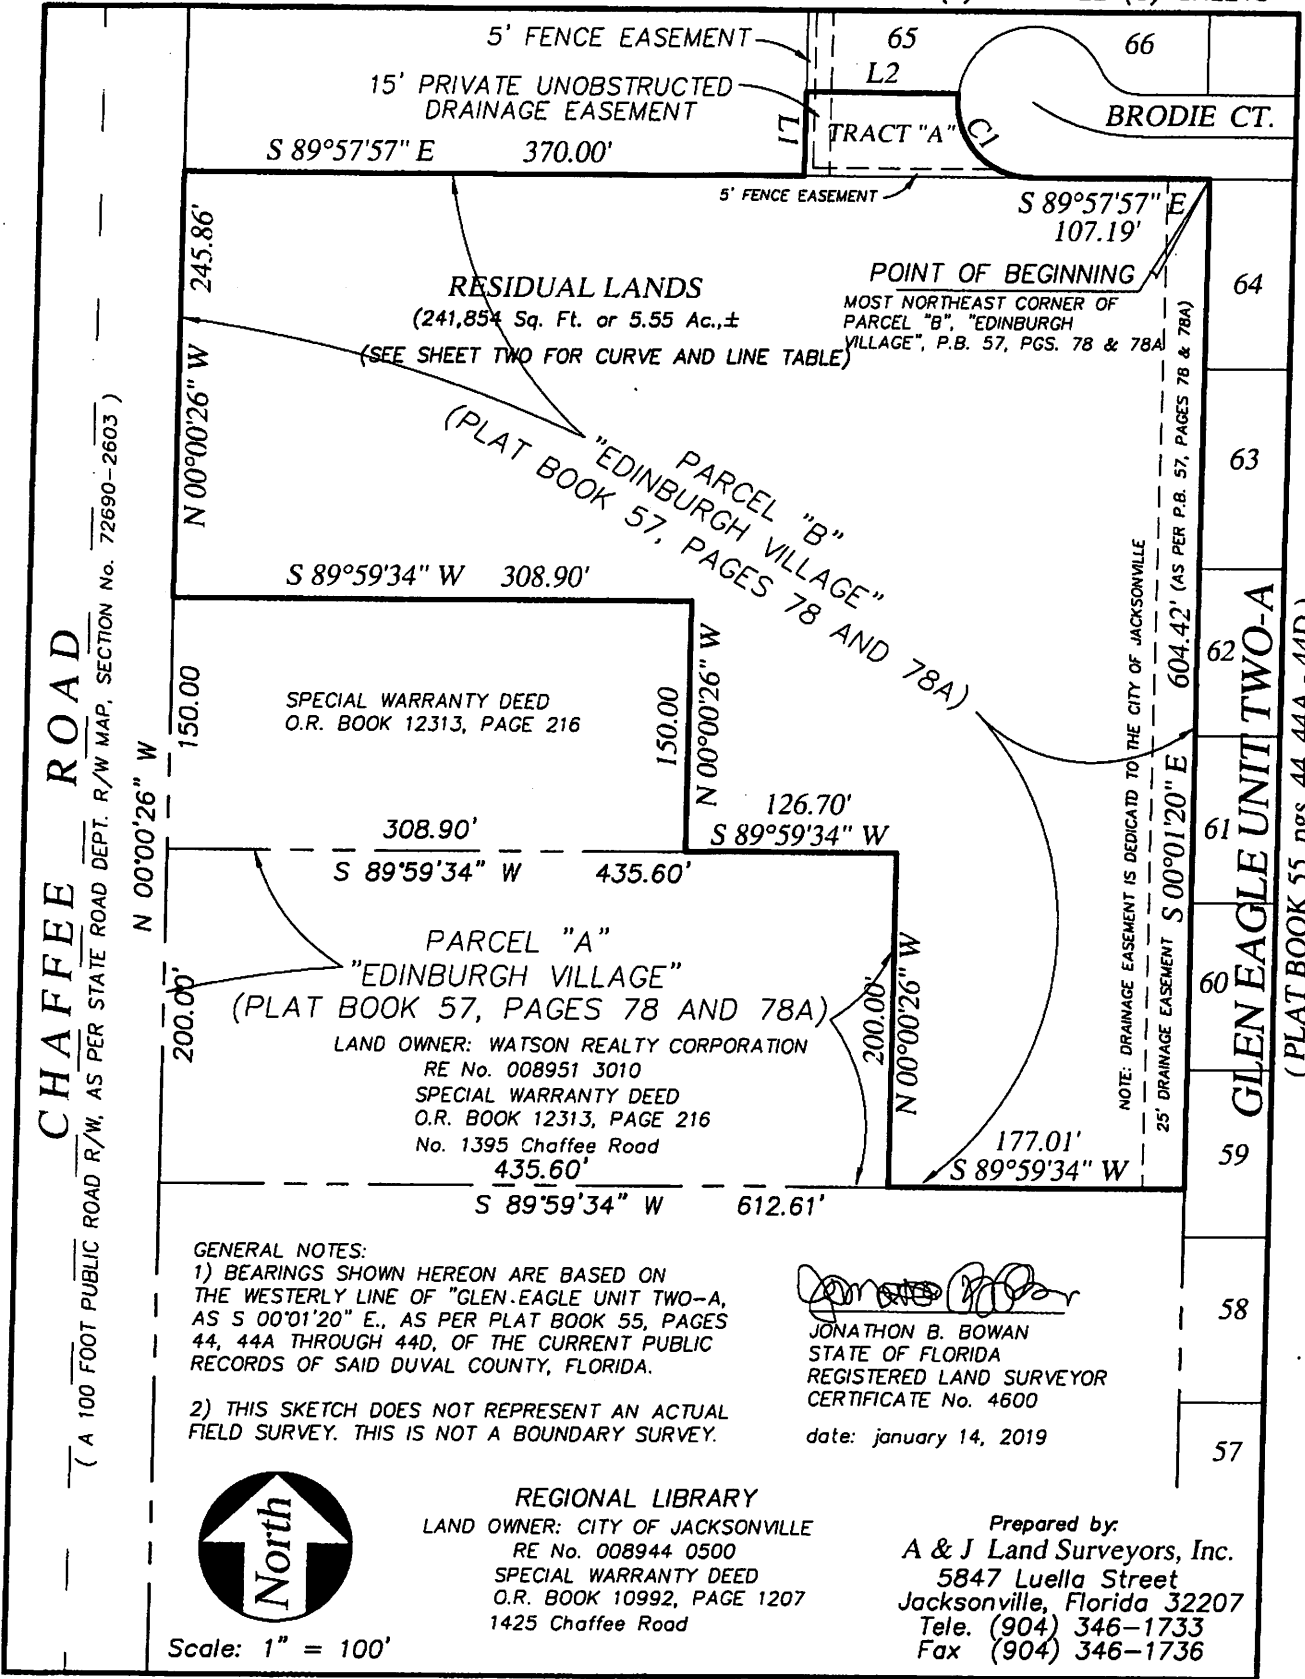 5' FENCE EASEMENT
65
66
L2
15' PRIVATE UNOBSTRUCTED
DRAINAGE EASEMENT
L1
TRACT "A"
C1
BRODIE CT.
S 89°57'57" E 370.00'
5' FENCE EASEMENT
S 89°57'57" E
107.19'
245.86'
N 00°00'26" W
RESIDUAL LANDS
(241,854 Sq. Ft. or 5.55 Ac.,±
(SEE SHEET TWO FOR CURVE AND LINE TABLE)
POINT OF BEGINNING
MOST NORTHEAST CORNER OF
PARCEL "B", "EDINBURGH
VILLAGE", P.B. 57, PGS. 78 & 78A
64
63
62
61
60
59
58
57
PARCEL "B"
"EDINBURGH VILLAGE"
(PLAT BOOK 57, PAGES 78 AND 78A)
S 89°59'34" W 308.90'
150.00
SPECIAL WARRANTY DEED
O.R. BOOK 12313, PAGE 216
150.00
N 00°00'26" W
126.70'
S 89°59'34" W
308.90'
S 89°59'34" W 435.60'
N 00°00'26" W
CHAFFEE ROAD
( A 100 FOOT PUBLIC ROAD R/W, AS PER STATE ROAD DEPT. R/W MAP, SECTION No. 72690-2603 )
PARCEL "A"
"EDINBURGH VILLAGE"
(PLAT BOOK 57, PAGES 78 AND 78A)
LAND OWNER: WATSON REALTY CORPORATION
RE No. 008951 3010
SPECIAL WARRANTY DEED
O.R. BOOK 12313, PAGE 216
No. 1395 Chaffee Road
200.00'
200.00'
N 00°00'26" W
435.60'
S 89°59'34" W 612.61'
177.01'
S 89°59'34" W
NOTE: DRAINAGE EASEMENT IS DEDICATD TO THE CITY OF JACKSONVILLE
25' DRAINAGE EASEMENT S 00°01'20" E 604.42' (AS PER P.B. 57, PAGES 78 & 78A)
GLEN EAGLE UNIT TWO-A
( PLAT BOOK 55, pgs. 44, 44A - 44D )
GENERAL NOTES:
1) BEARINGS SHOWN HEREON ARE BASED ON
THE WESTERLY LINE OF "GLEN.EAGLE UNIT TWO-A,
AS S 00°01'20" E., AS PER PLAT BOOK 55, PAGES
44, 44A THROUGH 44D, OF THE CURRENT PUBLIC
RECORDS OF SAID DUVAL COUNTY, FLORIDA.
2) THIS SKETCH DOES NOT REPRESENT AN ACTUAL
FIELD SURVEY. THIS IS NOT A BOUNDARY SURVEY.
JONATHON B. BOWAN
STATE OF FLORIDA
REGISTERED LAND SURVEYOR
CERTIFICATE No. 4600
date: january 14, 2019
North
Scale: 1" = 100'
REGIONAL LIBRARY
LAND OWNER: CITY OF JACKSONVILLE
RE No. 008944 0500
SPECIAL WARRANTY DEED
O.R. BOOK 10992, PAGE 1207
1425 Chaffee Road
Prepared by:
A & J Land Surveyors, Inc.
5847 Luella Street
Jacksonville, Florida 32207
Tele. (904) 346-1733
Fax (904) 346-1736